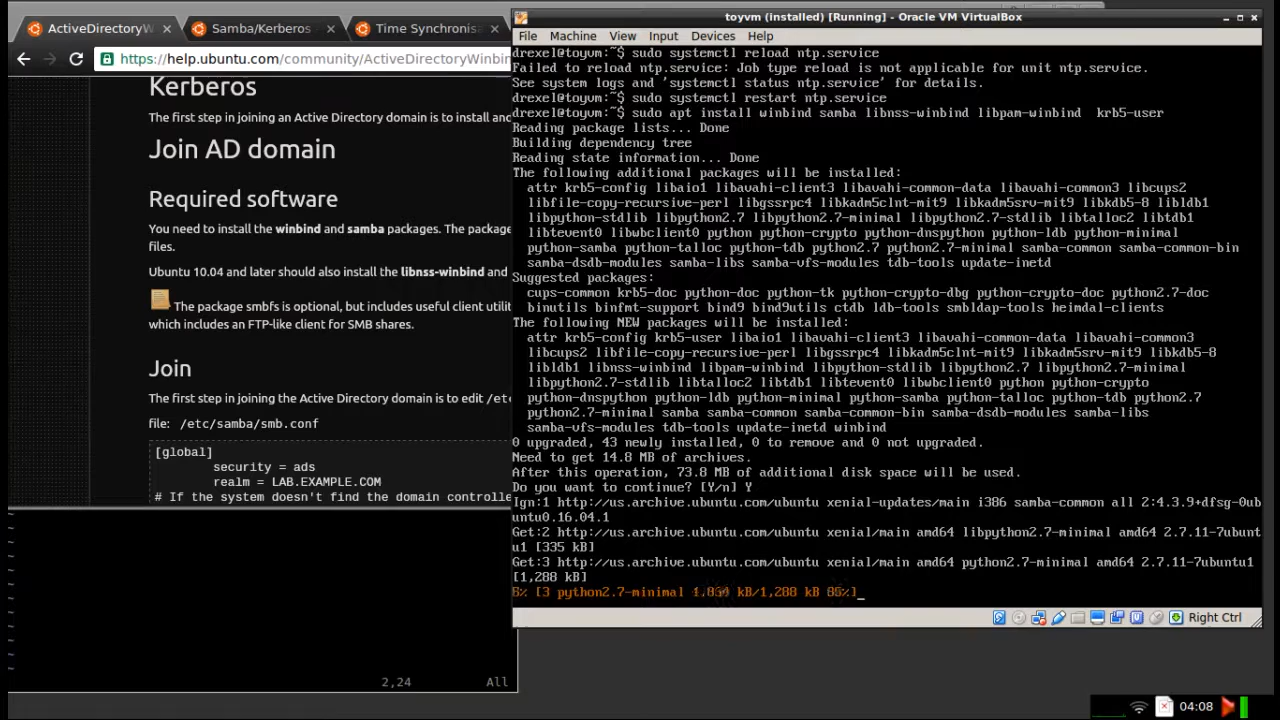 ActiveDirectoryW
Samba/Kerberos
Time Synchronis
https://help.ubuntu.com/community/ActiveDirectoryWinbin
Kerberos
The first step in joining an Active Directory domain is to install and
Join AD domain
Required software
You need to install the winbind and samba packages. The package
files.
Ubuntu 10.04 and later should also install the libnss-winbind and
The package smbfs is optional, but includes useful client utilit
which includes an FTP-like client for SMB shares.
Join
The first step in joining the Active Directory domain is to edit /etc
file: /etc/samba/smb.conf
[global]
security = ads
realm = LAB.EXAMPLE.COM
# If the system doesn't find the domain controlle
~
~
~
~
~
~
~
~
~
~
~
2,24 All
toyvm (installed) [Running] - Oracle VM VirtualBox
File Machine View Input Devices Help
drexel@toyvm:~$ sudo systemctl reload ntp.service
Failed to reload ntp.service: Job type reload is not applicable for unit ntp.service.
See system logs and 'systemctl status ntp.service' for details.
drexel@toyvm:~$ sudo systemctl restart ntp.service
drexel@toyvm:~$ sudo apt install winbind samba libnss-winbind libpam-winbind  krb5-user
Reading package lists... Done
Building dependency tree
Reading state information... Done
The following additional packages will be installed:
attr krb5-config libaio1 libavahi-client3 libavahi-common-data libavahi-common3 libcups2
libfile-copy-recursive-perl libgssrpc4 libkadm5clnt-mit9 libkadm5srv-mit9 libkdb5-8 libldb1
libpython-stdlib libpython2.7 libpython2.7-minimal libpython2.7-stdlib libtalloc2 libtdb1
libtevent0 libwbclient0 python python-crypto python-dnspython python-ldb python-minimal
python-samba python-talloc python-tdb python2.7 python2.7-minimal samba-common samba-common-bin
samba-dsdb-modules samba-libs samba-vfs-modules tdb-tools update-inetd
Suggested packages:
cups-common krb5-doc python-doc python-tk python-crypto-dbg python-crypto-doc python2.7-doc
binutils binfmt-support bind9 bind9utils ctdb ldb-tools smbldap-tools heimdal-clients
The following NEW packages will be installed:
attr krb5-config krb5-user libaio1 libavahi-client3 libavahi-common-data libavahi-common3
libcups2 libfile-copy-recursive-perl libgssrpc4 libkadm5clnt-mit9 libkadm5srv-mit9 libkdb5-8
libldb1 libnss-winbind libpam-winbind libpython-stdlib libpython2.7 libpython2.7-minimal
libpython2.7-stdlib libtalloc2 libtdb1 libtevent0 libwbclient0 python python-crypto
python-dnspython python-ldb python-minimal python-samba python-talloc python-tdb python2.7
python2.7-minimal samba samba-common samba-common-bin samba-dsdb-modules samba-libs
samba-vfs-modules tdb-tools update-inetd winbind
0 upgraded, 43 newly installed, 0 to remove and 0 not upgraded.
Need to get 14.8 MB of archives.
After this operation, 73.8 MB of additional disk space will be used.
Do you want to continue? [Y/n] Y
Ign:1 http://us.archive.ubuntu.com/ubuntu xenial-updates/main i386 samba-common all 2:4.3.9+dfsg-0ub
untu0.16.04.1
Get:2 http://us.archive.ubuntu.com/ubuntu xenial/main amd64 libpython2.7-minimal amd64 2.7.11-7ubunt
u1 [335 kB]
Get:3 http://us.archive.ubuntu.com/ubuntu xenial/main amd64 python2.7-minimal amd64 2.7.11-7ubuntu1
[1,288 kB]
[3 python2.7-minimal kB/1,288 kB
Right Ctrl
04:08